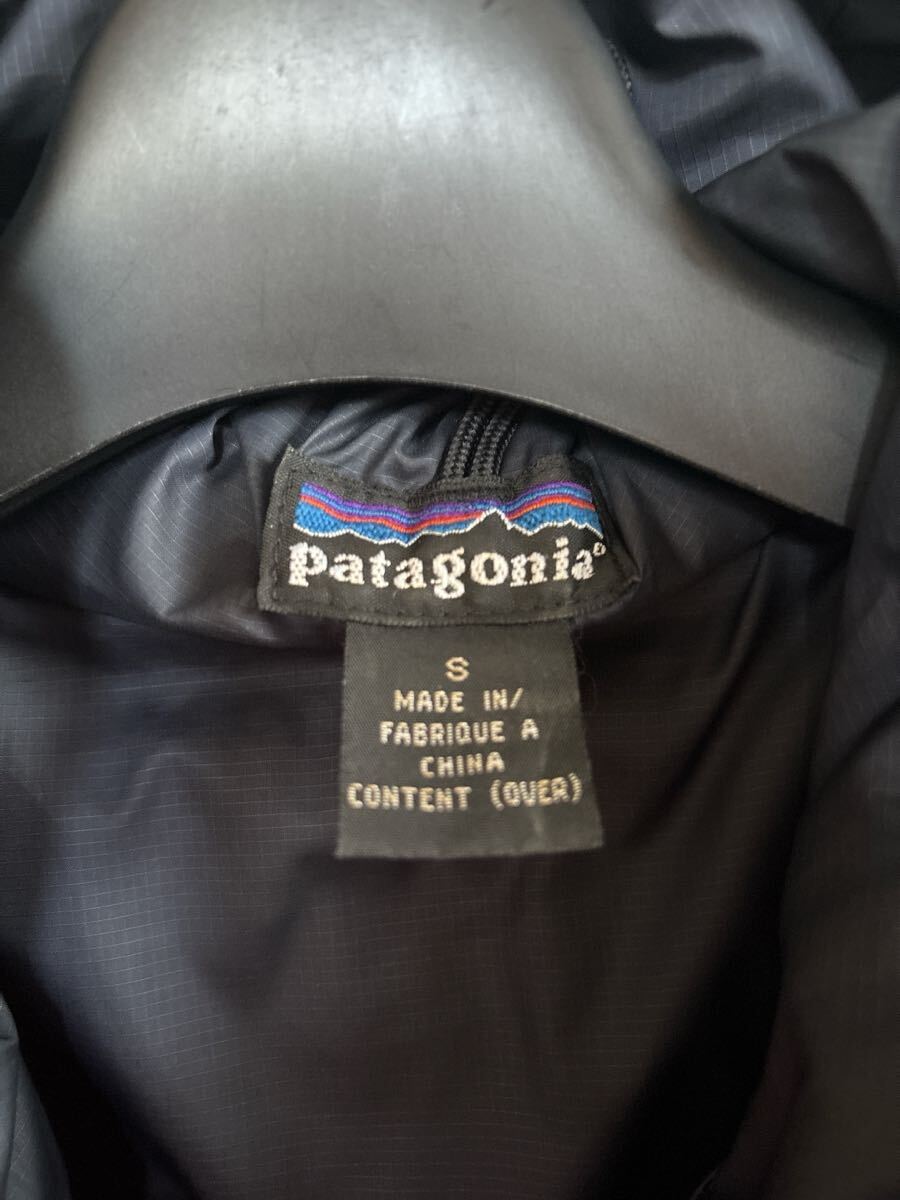 patagonia®
S
MADE IN/
FABRIQUE A
CHINA
CONTENT (OVER)